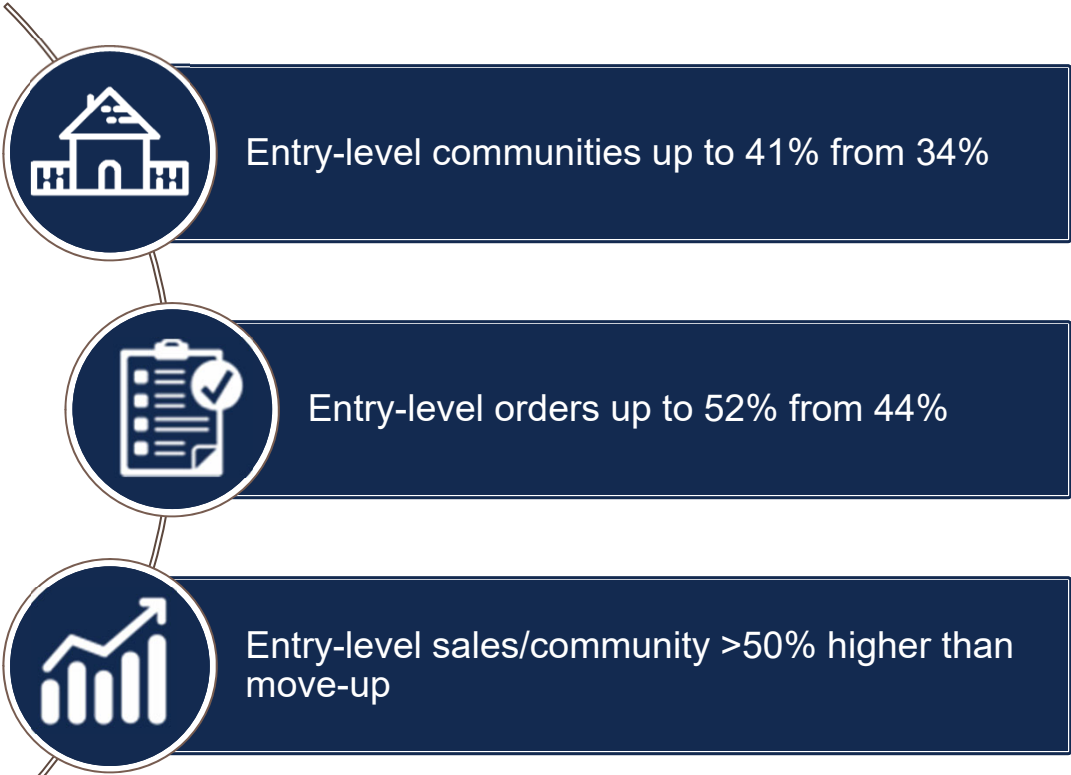 Entry-level communities up to 41% from 34%
Entry-level orders up to 52% from 44%
Entry-level sales/community >50% higher than
move-up